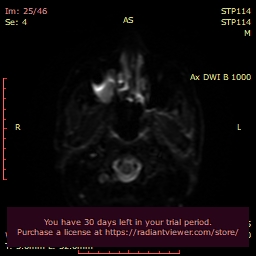 Im: 25/46
Se: 4
AS
STP114
STP114
M
Ax DWI B 1000
R
L
You have 30 days left in your trial period.
Purchase a license at https://radiantviewer.com/store/